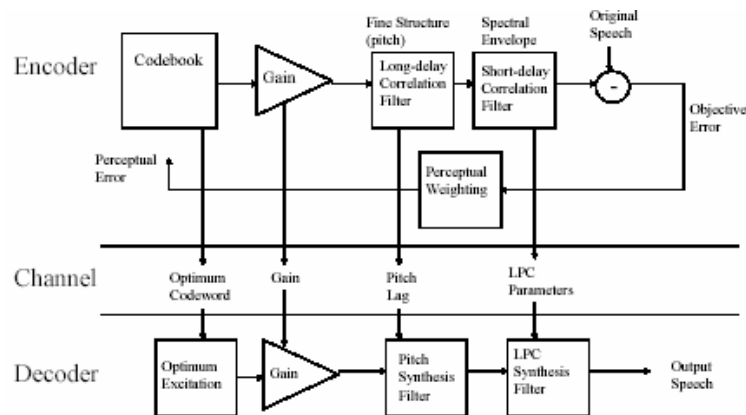 Encoder
Codebook
Gain
Fine Structure
(pitch)
Long-delay
Correlation
Filter
Spectral
Envelope
Short-delay
Correlation
Filter
Original
Speech
-
Objective
Error
Perceptual
Error
Perceptual
Weighting
Channel
Optimum
Codeword
Gain
Pitch
Lag
LPC
Parameters
Decoder
Optimum
Excitation
Gain
Pitch
Synthesis
Filter
LPC
Synthesis
Filter
Output
Speech